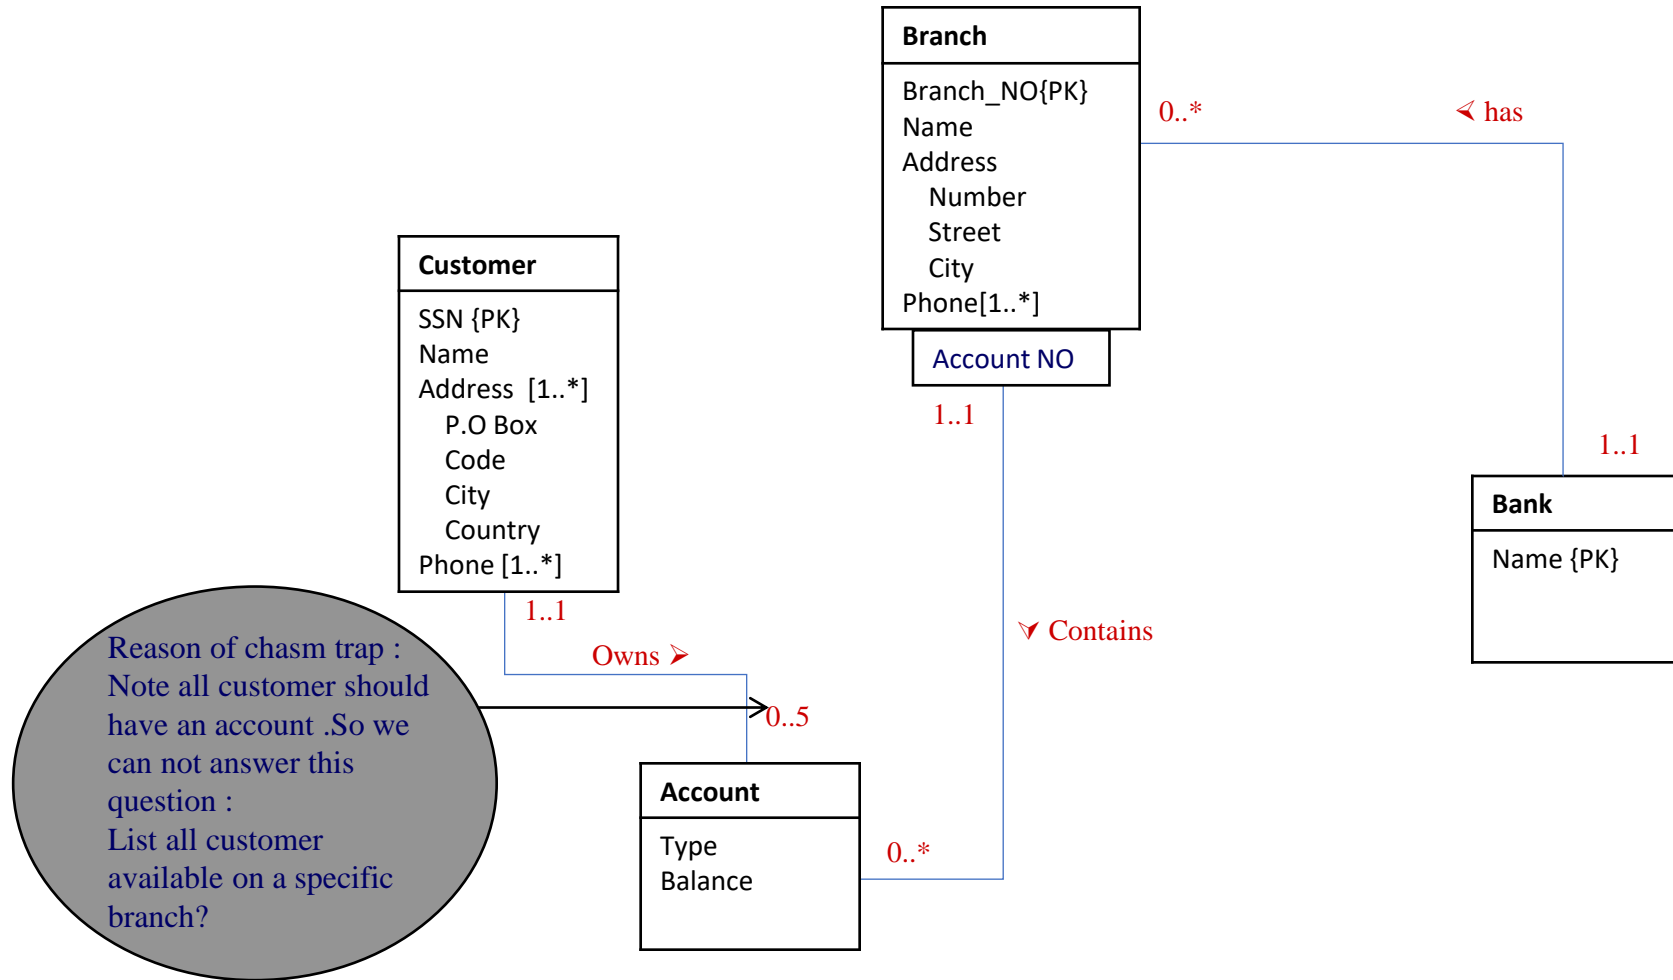 Branch
Branch_NO{PK}
Name
Address
Number
Street
City
Phone[1..*]
Account NO
0..*
⮘ has
1..1
Bank
Name {PK}
Customer
SSN {PK}
Name
Address [1..*]
P.O Box
Code
City
Country
Phone [1..*]
1..1
Owns ➢
0..5
1..1
⮟ Contains
0..*
Account
Type
Balance
Reason of chasm trap :
Note all customer should
have an account .So we
can not answer this
question :
List all customer
available on a specific
branch?